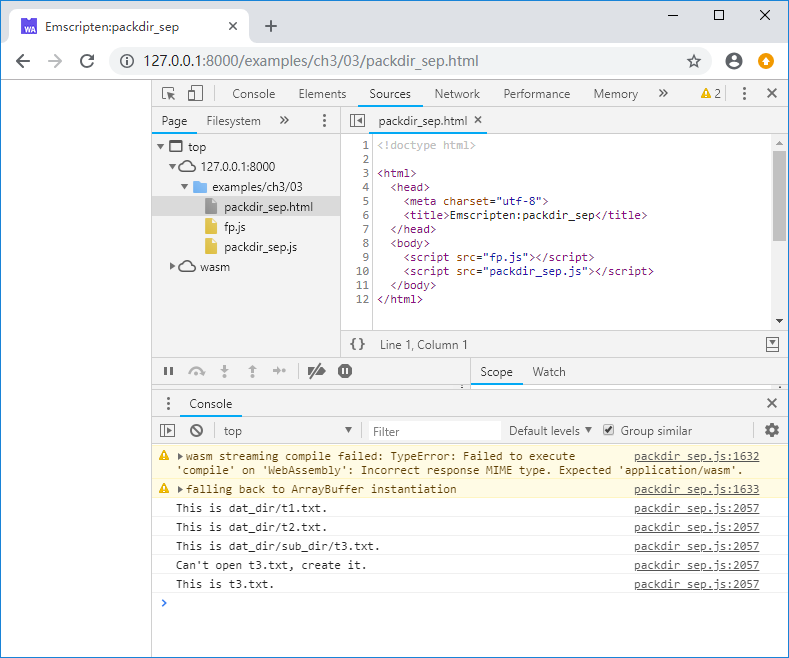 WA Emscripten:packdir_sep
127.0.0.1:8000/examples/ch3/03/packdir_sep.html
Console Elements Sources Network Performance Memory 2
Page Filesystem
packdir_sep.html
top
127.0.0.1:8000
examples/ch3/03
packdir_sep.html
fp.js
packdir_sep.js
wasm
1 <!doctype html>
2
3 <html>
4 <head>
5 <meta charset="utf-8">
6 <title>Emscripten:packdir_sep</title>
7 </head>
8 <body>
9 <script src="fp.js"></script>
10 <script src="packdir_sep.js"></script>
11 </body>
12 </html>
{} Line 1, Column 1
Scope Watch
Console
top Filter Default levels Group similar
wasm streaming compile failed: TypeError: Failed to execute packdir_sep.js:1632
'compile' on 'WebAssembly': Incorrect response MIME type. Expected 'application/wasm'.
falling back to ArrayBuffer instantiation packdir_sep.js:1633
This is dat_dir/t1.txt. packdir_sep.js:2057
This is dat_dir/t2.txt. packdir_sep.js:2057
This is dat_dir/sub_dir/t3.txt. packdir_sep.js:2057
Can't open t3.txt, create it. packdir_sep.js:2057
This is t3.txt. packdir_sep.js:2057